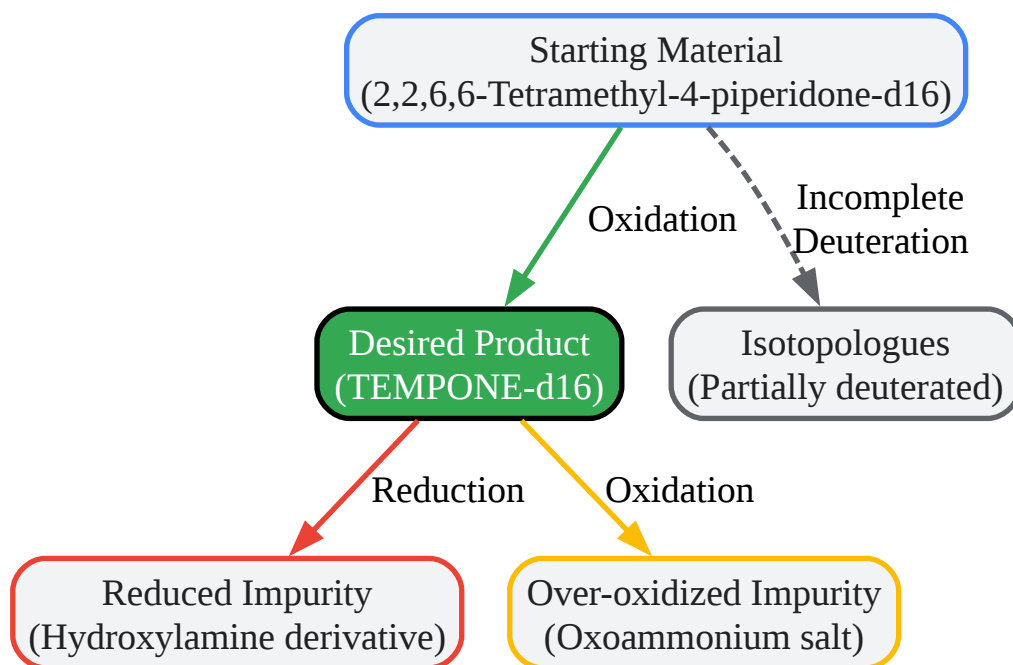 Starting Material
(2,2,6,6-Tetramethyl-4-piperidone-d16)
Oxidation
Incomplete
Deuteration
Desired Product
(TEMPONE-d16)
Isotopologues
(Partially deuterated)
Reduction
Oxidation
Reduced Impurity
(Hydroxylamine derivative)
Over-oxidized Impurity
(Oxoammonium salt)